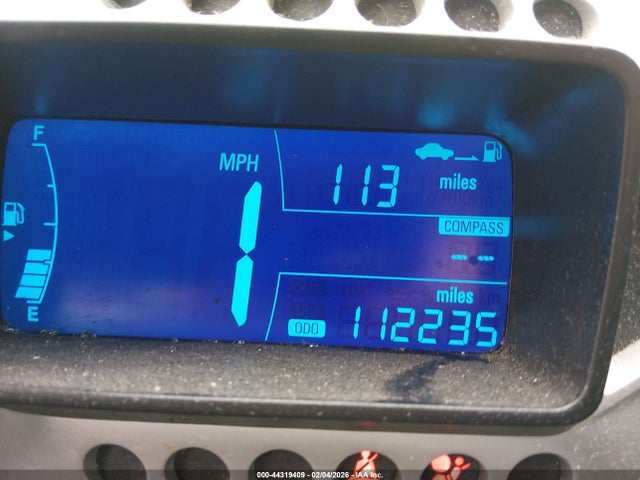 F
MPH
1
113 miles
COMPASS
--
miles
ODO 112235
E
000-44319409 - 02/04/2026 - IAA Inc.